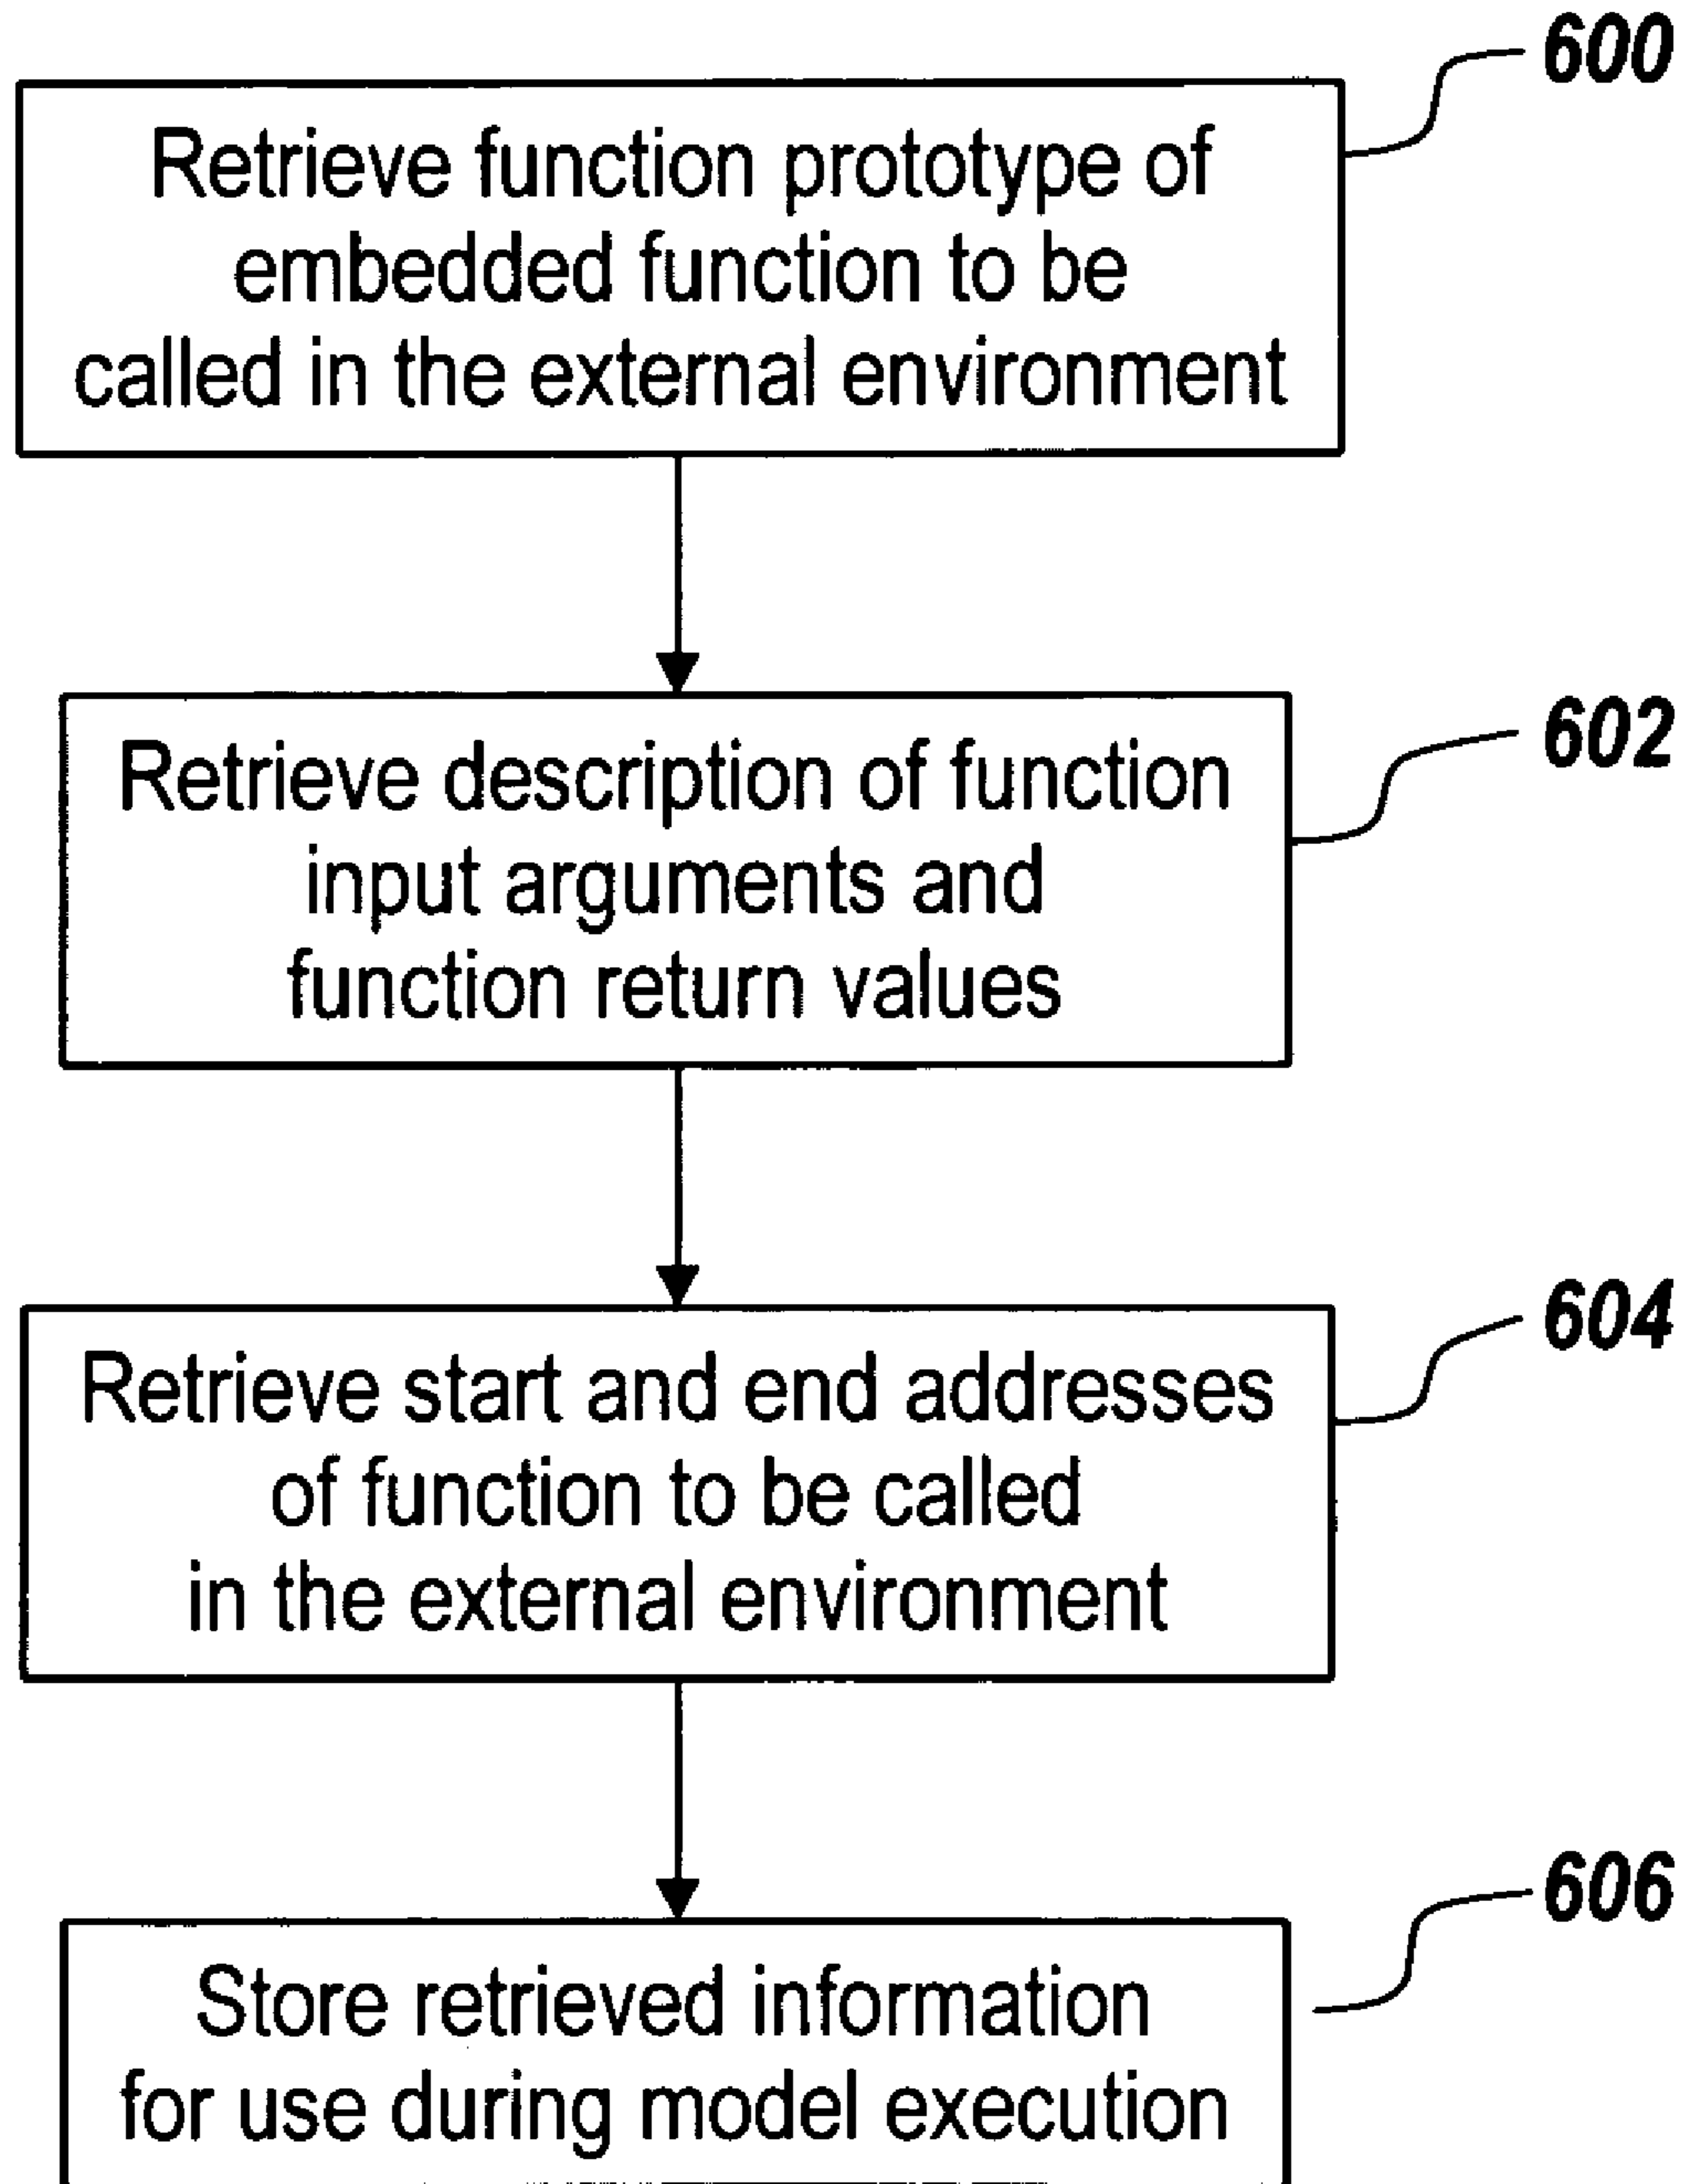 600
Retrieve function prototype of
embedded function to be
called in the external environment
602
Retrieve description of function
input arguments and
function return values
604
Retrieve start and end addresses
of function to be called
in the external environment
606
Store retrieved information
for use during model execution